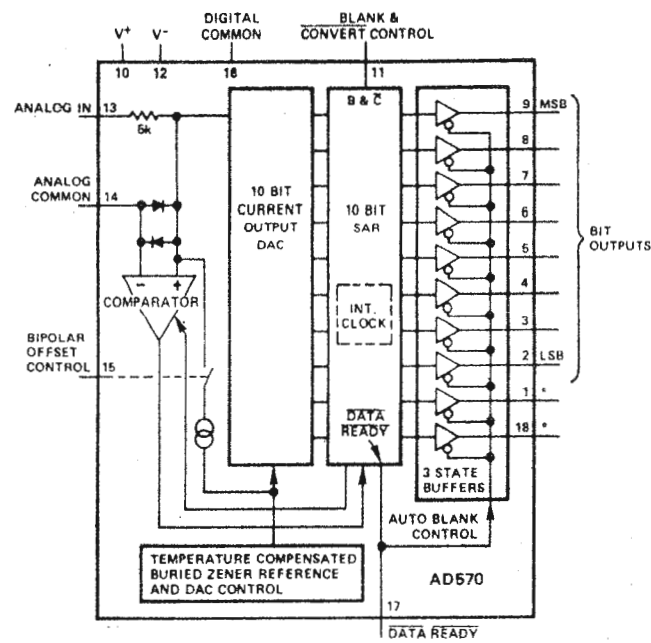 DIGITAL
COMMON
BLANK &
CONVERT CONTROL
V+
V-
10
12
16
11
ANALOG IN
13
5k
B & C
9
MSB
8
ANALOG
COMMON
14
7
10 BIT
CURRENT
OUTPUT
DAC
10 BIT
SAR
6
BIT
OUTPUTS
5
- +
COMPARATOR
4
INT.
CLOCK
3
BIPOLAR
OFFSET
CONTROL
15
2
LSB
1
*
DATA
READY
18
*
3 STATE
BUFFERS
AUTO BLANK
CONTROL
TEMPERATURE COMPENSATED
BURIED ZENER REFERENCE
AND DAC CONTROL
AD570
17
DATA READY